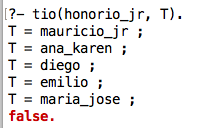 ?- tio(honorio_jr, T).
T = mauricio_jr ;
T = ana_karen ;
T = diego ;
T = emilio ;
T = maria_jose ;
false.